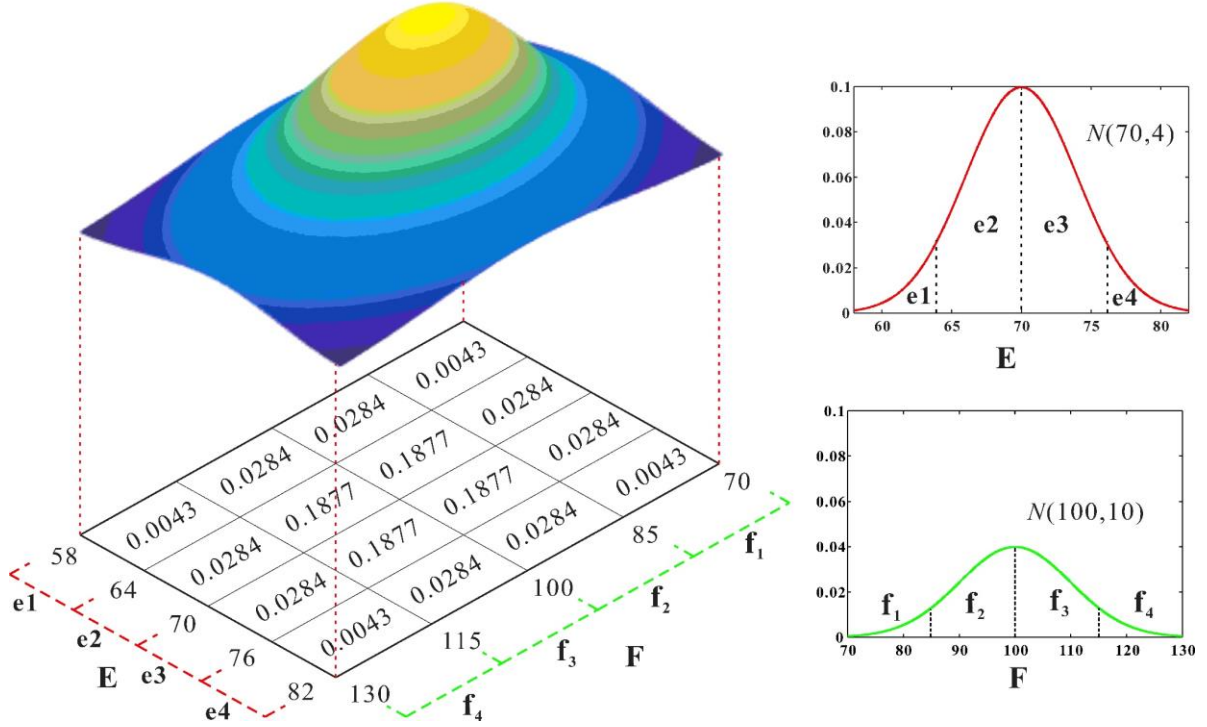 0.0043
0.0284
0.0284
0.0043
0.0284
0.1877
0.1877
0.0284
0.0284
0.1877
0.1877
0.0284
0.0043
0.0284
0.0284
0.0043
58
64
70
76
82
e1
e2
e3
e4
E
130
115
100
85
70
f₄
f₃
f₂
f₁
F
0.1
0.08
0.06
0.04
0.02
0
N(70,4)
e1
e2
e3
e4
60 65 70 75 80
E
0.1
0.08
0.06
0.04
0.02
0
N(100,10)
f₁
f₂
f₃
f₄
70 80 90 100 110 120 130
F